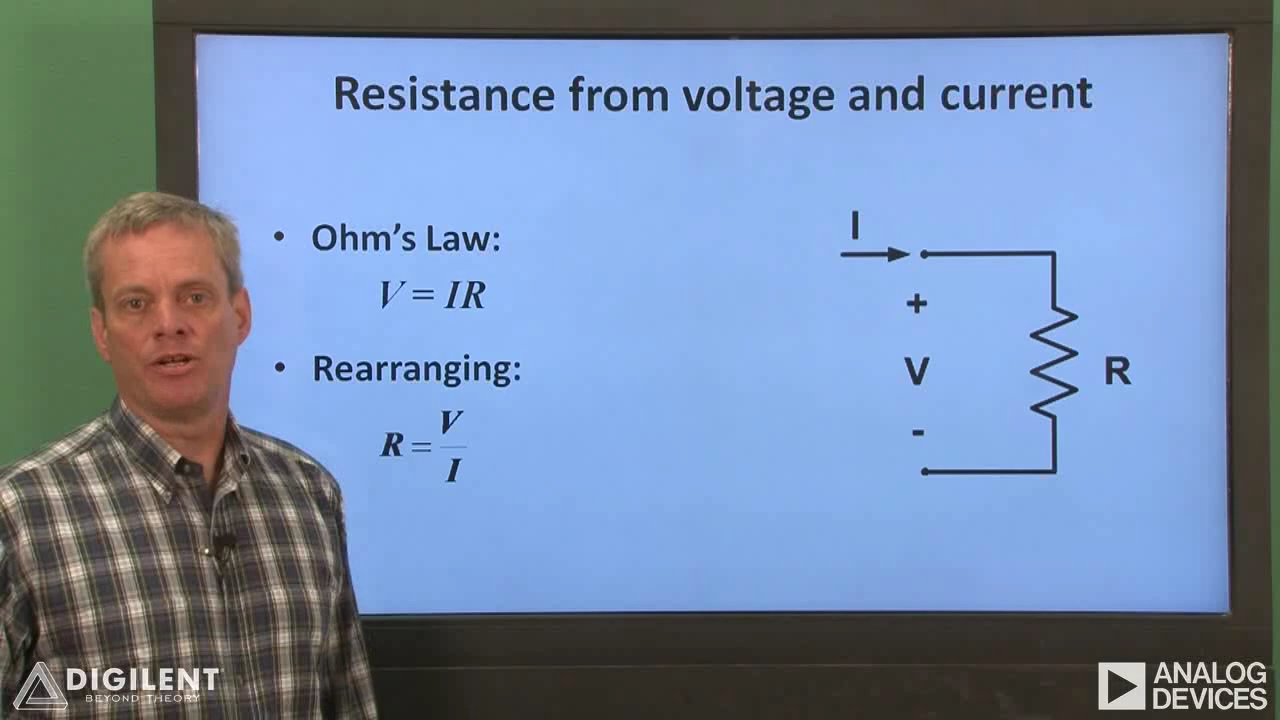 Resistance from voltage and current
• Ohm's Law:
V = IR
• Rearranging:
R = V
I
I
+
V
-
R
DIGILENT
BEYOND THEORY
ANALOG
DEVICES